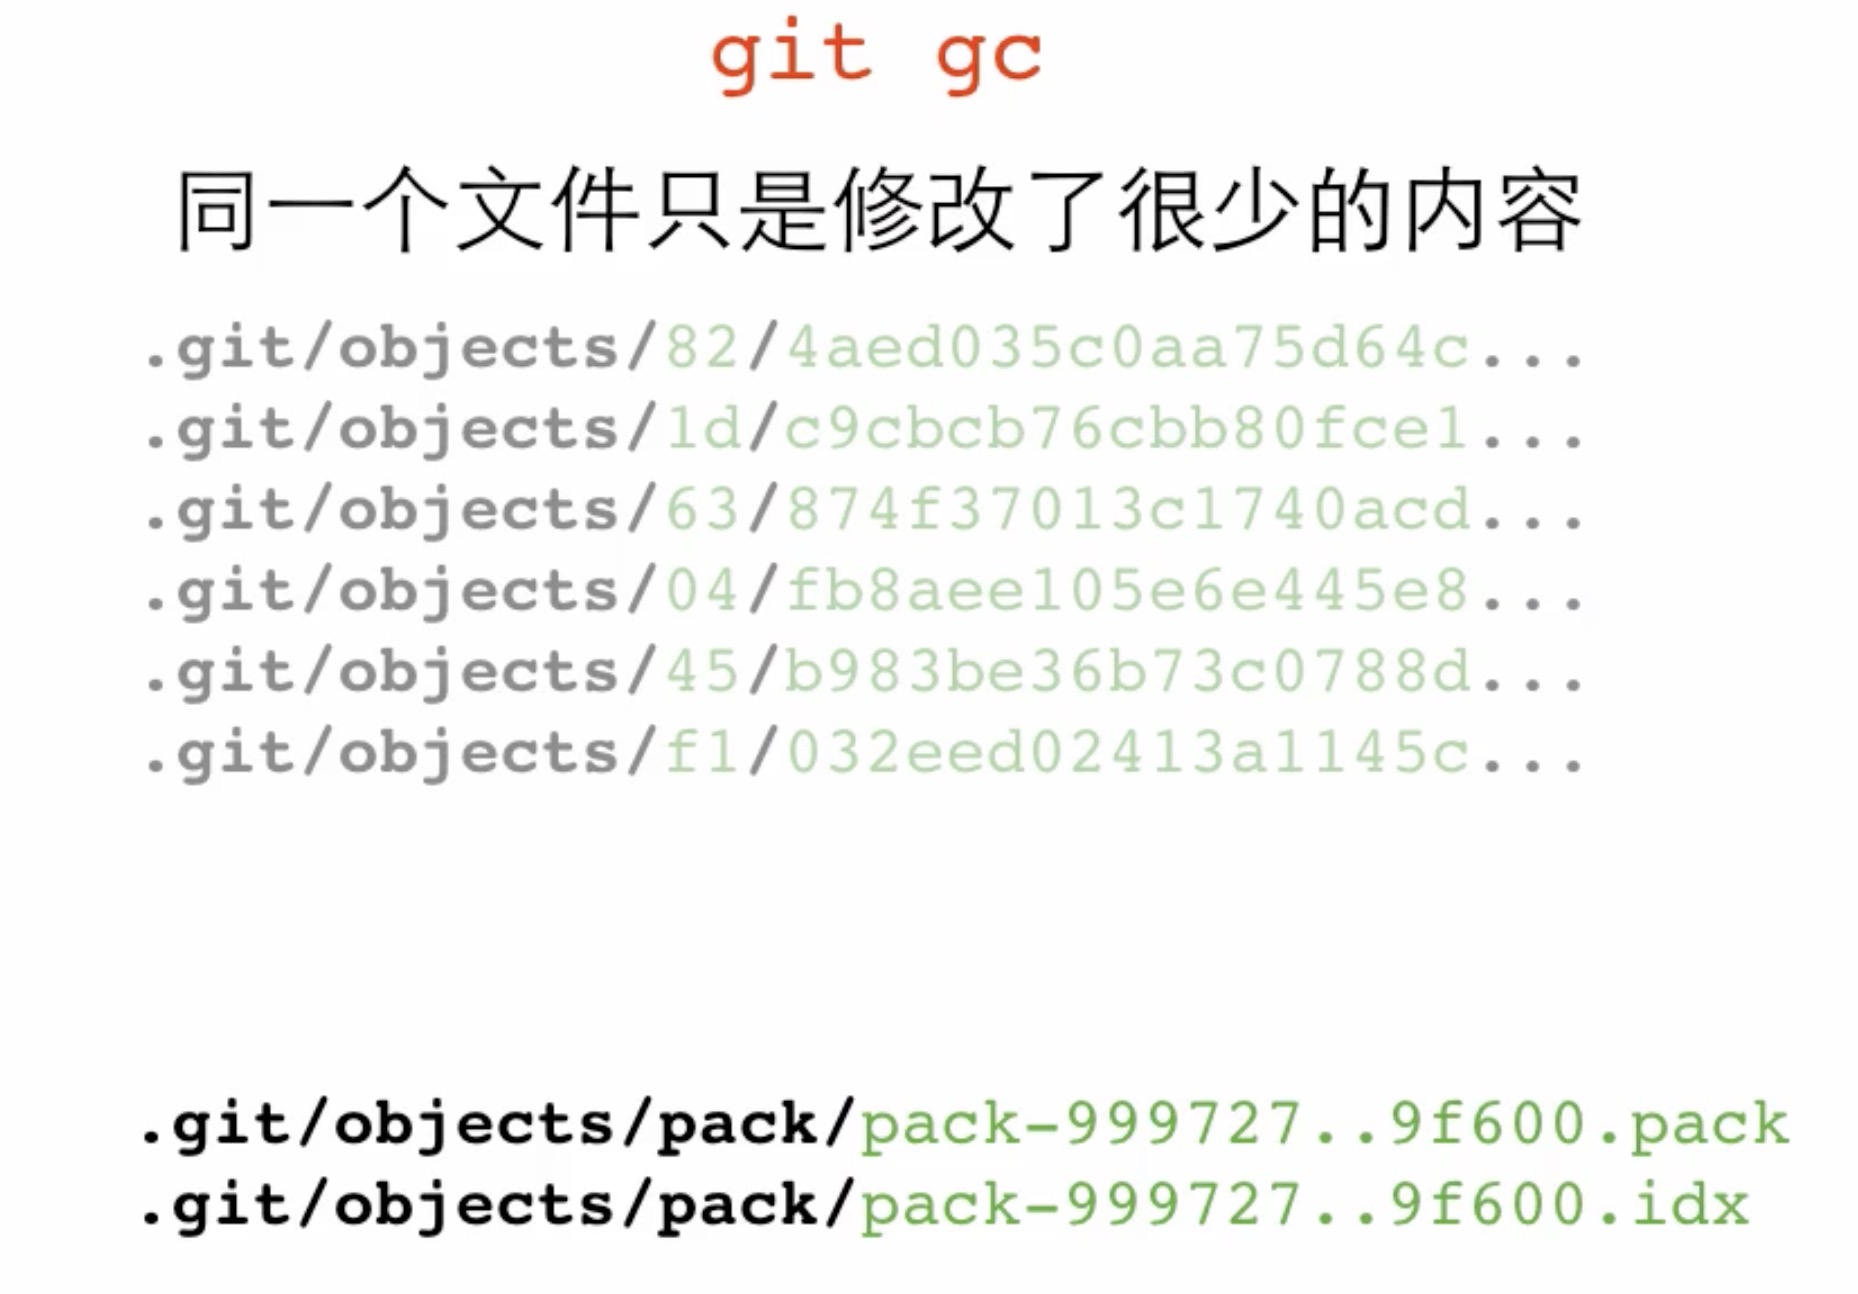 git gc
同一个文件只是修改了很少的内容
.git/objects/82/4aed035c0aa75d64c...
.git/objects/1d/c9cbcb76cbb80fce1...
.git/objects/63/874f37013c1740acd...
.git/objects/04/fb8aee105e6e445e8...
.git/objects/45/b983be36b73c0788d...
.git/objects/f1/032eed02413a1145c...
.git/objects/pack/pack-999727..9f600.pack
.git/objects/pack/pack-999727..9f600.idx